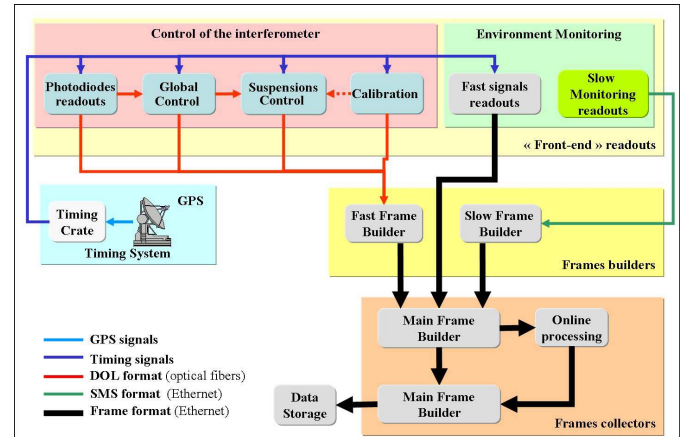 Control of the interferometer
Environment Monitoring
Photodiodes
readouts
Global
Control
Suspensions
Control
Calibration
Fast signals
readouts
Slow
Monitoring
readouts
« Front-end » readouts
GPS
Timing
Crate
Timing System
Fast Frame
Builder
Slow Frame
Builder
Frames builders
Main Frame
Builder
Online
processing
GPS signals
Timing signals
DOL format (optical fibers)
SMS format (Ethernet)
Frame format (Ethernet)
Data
Storage
Main Frame
Builder
Frames collectors